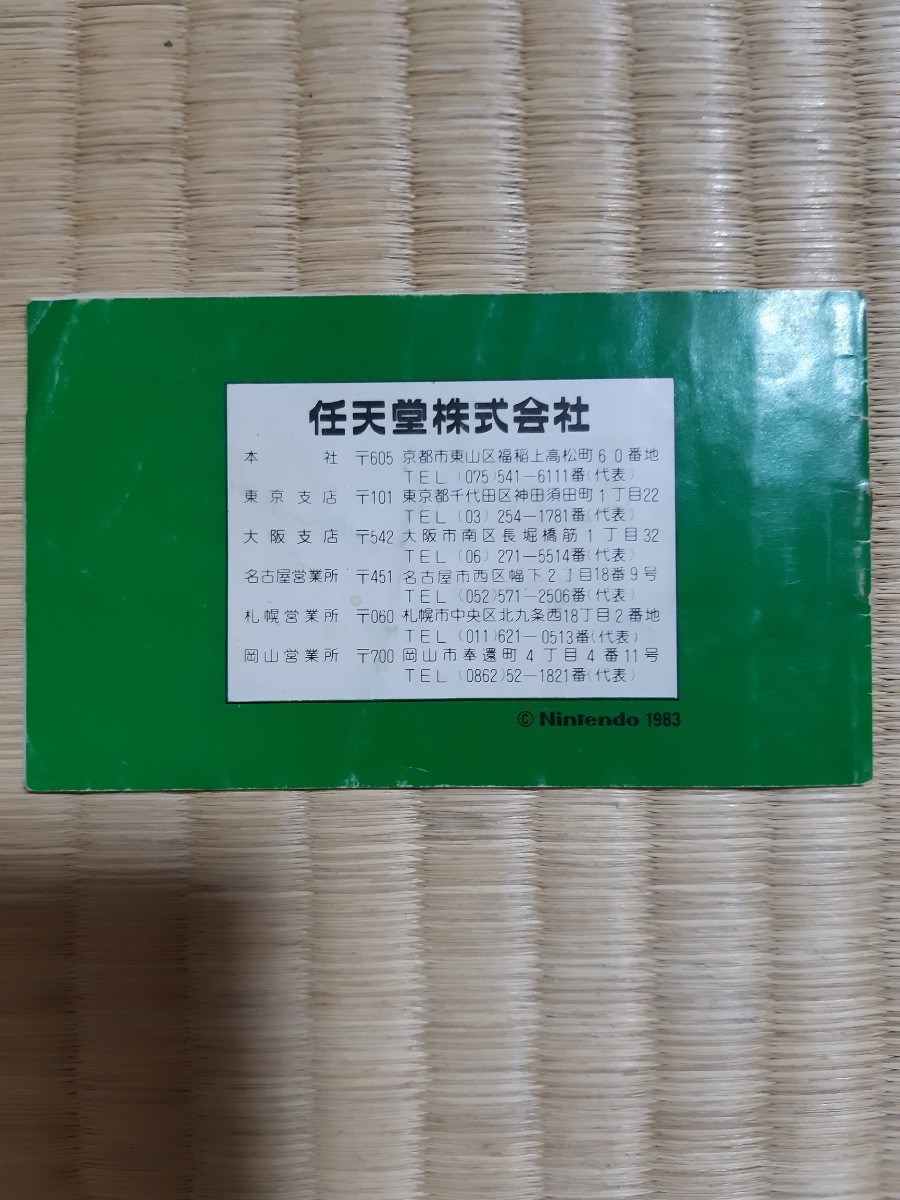 任天堂株式会社
本社 〒605 京都市東山区福稲上高松町60番地
TEL (075)541-6111番(代表)
東京支店 〒101 東京都千代田区神田須田町1丁目22
TEL (03) 254-1781番(代表)
大阪支店 〒542 大阪市南区長堀橋筋1丁目32
TEL (06) 271-5514番(代表)
名古屋営業所 〒451 名古屋市西区幅下2丁目18番9号
TEL (052)571-2506番(代表)
札幌営業所 〒060 札幌市中央区北九条西18丁目2番地
TEL (011)621-0513番(代表)
岡山営業所 〒700 岡山市奉還町4丁目4番11号
TEL (0862)52-1821番(代表)
© Nintendo 1983